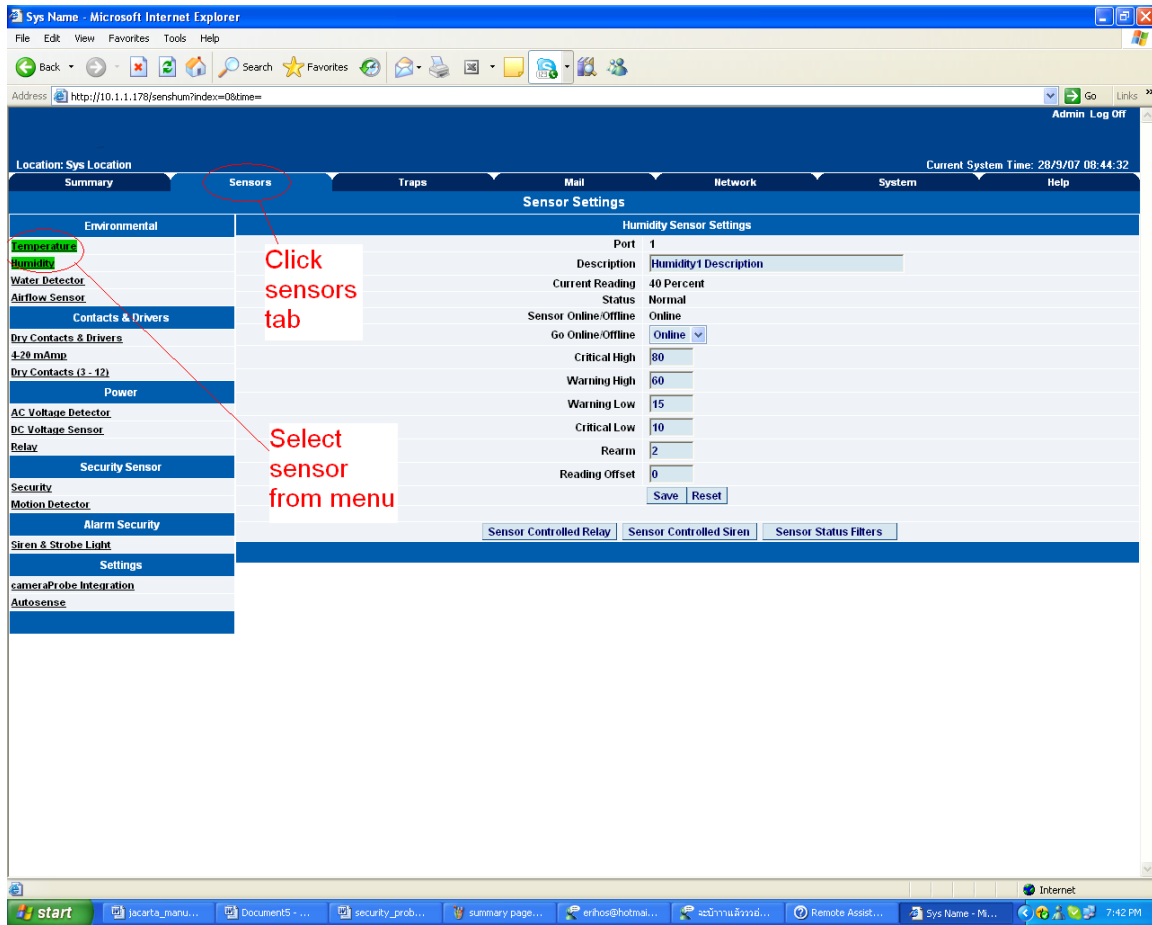 Sys Name - Microsoft Internet Explorer
File Edit View Favorites Tools Help
Back Search Favorites
Address http://10.1.1.178/senshum?index=0&time= Go Links »
Admin Log Off
Location: Sys Location Current System Time: 28/9/07 08:44:32
Summary Sensors Traps Mail Network System Help
Sensor Settings
Environmental
Temperature
Humidity
Water Detector
Airflow Sensor
Contacts & Drivers
Dry Contacts & Drivers
4-20 mAmp
Dry Contacts (3 - 12)
Power
AC Voltage Detector
DC Voltage Sensor
Relay
Security Sensor
Security
Motion Detector
Alarm Security
Siren & Strobe Light
Settings
cameraProbe Integration
Autosense
Click
sensors
tab
Select
sensor
from menu
Humidity Sensor Settings
Port 1
Description Humidity1 Description
Current Reading 40 Percent
Status Normal
Sensor Online/Offline Online
Go Online/Offline Online
Critical High 80
Warning High 60
Warning Low 15
Critical Low 10
Rearm 2
Reading Offset 0
Save Reset
Sensor Controlled Relay Sensor Controlled Siren Sensor Status Filters
Internet
start jacarta_manu... Document5 - ... security_prob... summary page... erihos@hotmai... Remote Assist... Sys Name - Mi... 7:42 PM